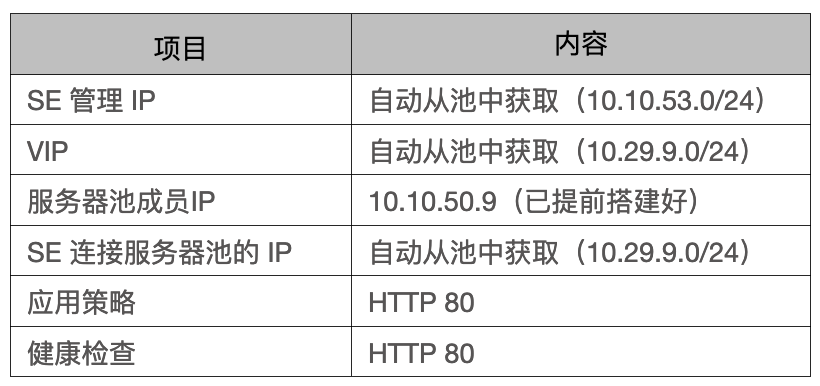 项目 内容
SE 管理 IP 自动从池中获取（10.10.53.0/24）
VIP 自动从池中获取（10.29.9.0/24）
服务器池成员IP 10.10.50.9（已提前搭建好）
SE 连接服务器池的 IP 自动从池中获取（10.29.9.0/24）
应用策略 HTTP 80
健康检查 HTTP 80